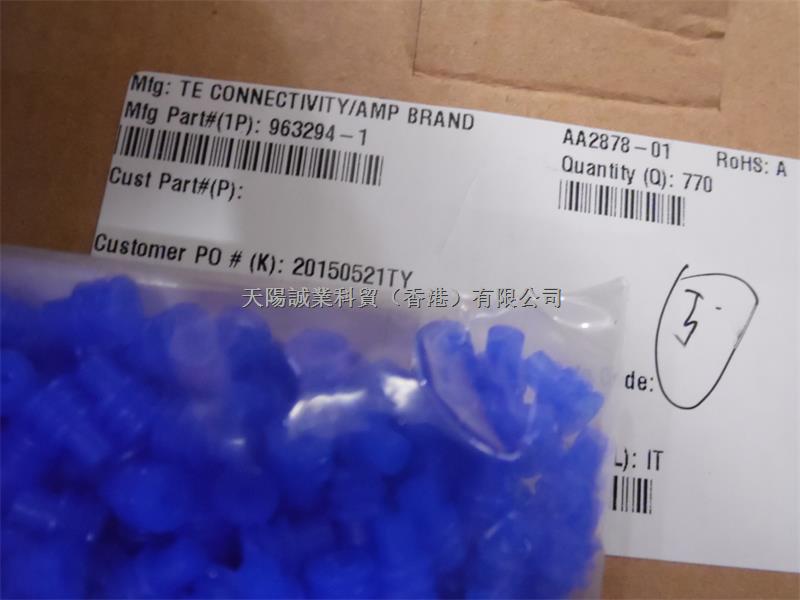 Mfg: TE CONNECTIVITY/AMP BRAND
Mfg Part#(1P): 963294-1
AA2878-01
RoHS: A
Quantity (Q): 770
Cust Part#(P):
Customer PO # (K): 20150521TY
天陽誠業科貿（香港）有限公司
de:
L): IT